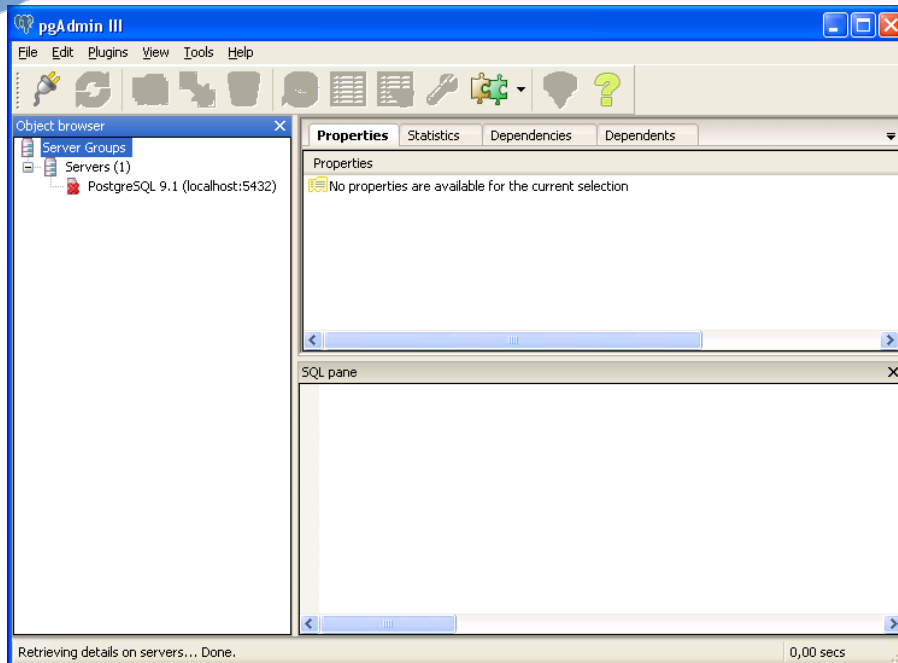 pgAdmin III
File Edit Plugins View Tools Help
Object browser
Server Groups
Servers (1)
PostgreSQL 9.1 (localhost:5432)
Properties Statistics Dependencies Dependents
Properties
No properties are available for the current selection
SQL pane
Retrieving details on servers... Done.
0,00 secs